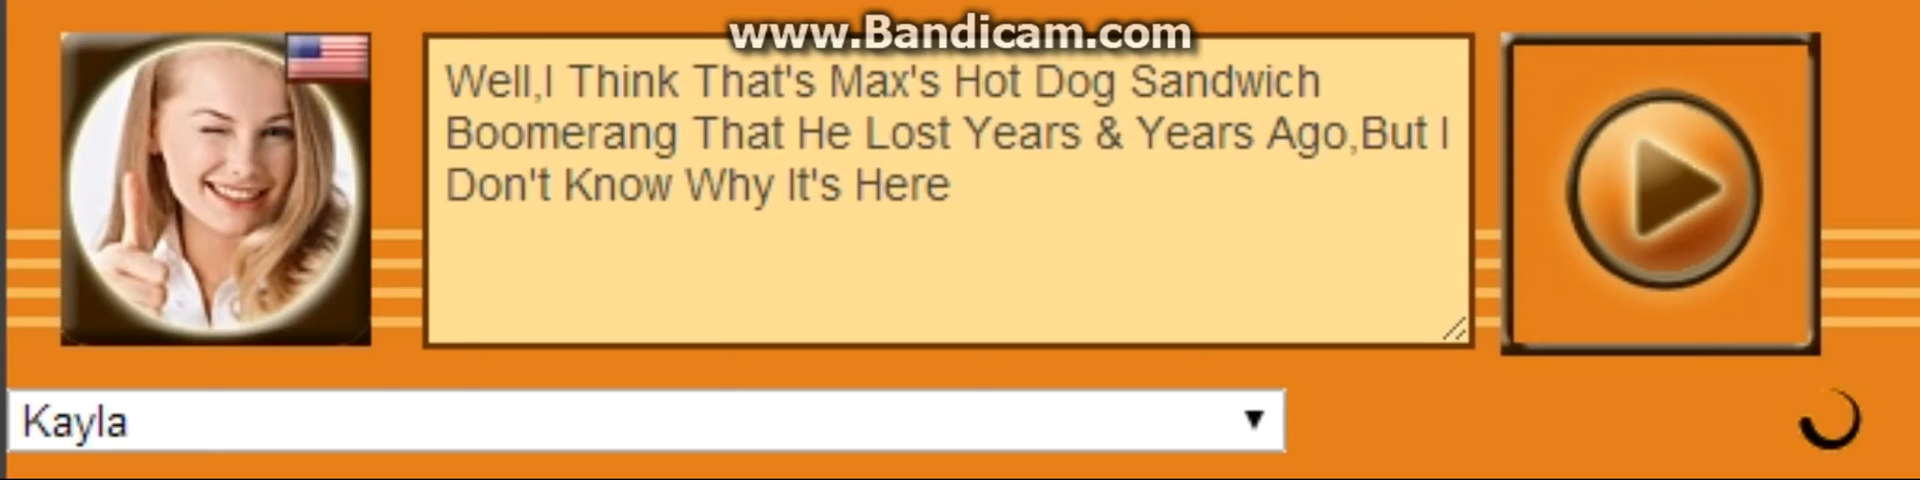 www.Bandicam.com
Well,I Think That's Max's Hot Dog Sandwich
Boomerang That He Lost Years & Years Ago,But I
Don't Know Why It's Here
Kayla